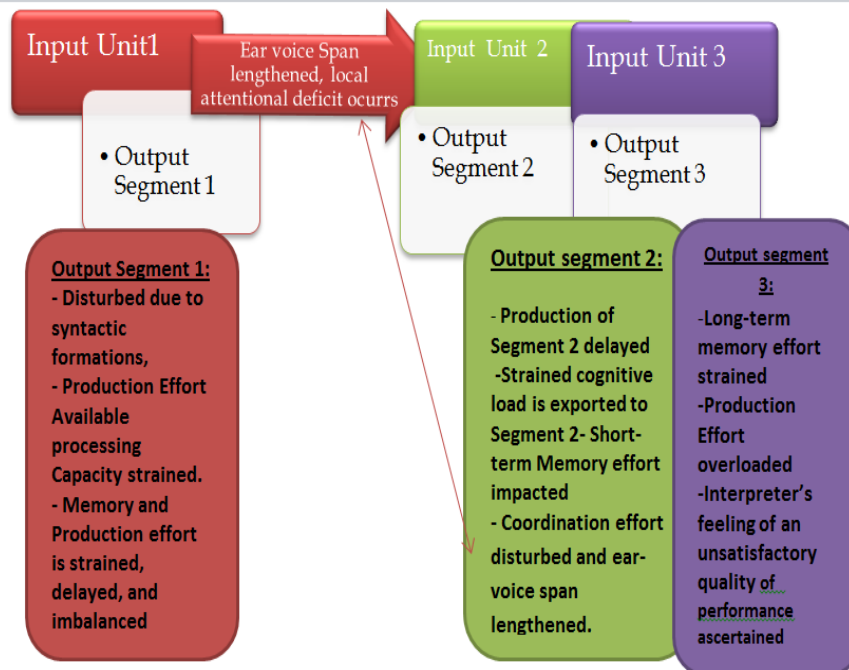 Input Unit1
Ear voice Span
lengthened, local
attentional deficit ocurrs
Input Unit 2
Input Unit 3
• Output
Segment 1
• Output
Segment 2
• Output
Segment 3
Output Segment 1:
- Disturbed due to
syntactic
formations,
- Production Effort
Available
processing
Capacity strained.
- Memory and
Production effort
is strained,
delayed, and
imbalanced
Output segment 2:
- Production of
Segment 2 delayed
-Strained cognitive
load is exported to
Segment 2- Short-
term Memory effort
impacted
- Coordination effort
disturbed and ear-
voice span
lengthened.
Output segment
3:
-Long-term
memory effort
strained
-Production
Effort
overloaded
-Interpreter's
feeling of an
unsatisfactory
quality of
performance
ascertained